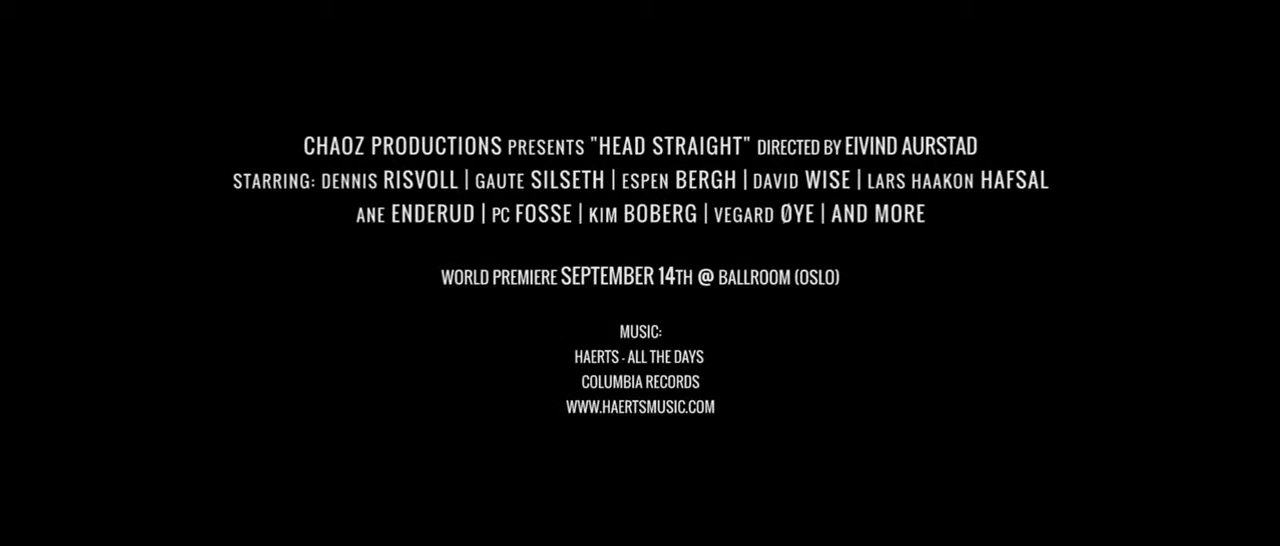 CHAOZ PRODUCTIONS PRESENTS "HEAD STRAIGHT" DIRECTED BY EIVIND AURSTAD
STARRING: DENNIS RISVOLL | GAUTE SILSETH | ESPEN BERGH | DAVID WISE | LARS HAAKON HAFSAL
ANE ENDERUD | PC FOSSE | KIM BOBERG | VEGARD ØYE | AND MORE
WORLD PREMIERE SEPTEMBER 14TH @ BALLROOM (OSLO)
MUSIC:
HAERTS - ALL THE DAYS
COLUMBIA RECORDS
WWW.HAERTSMUSIC.COM